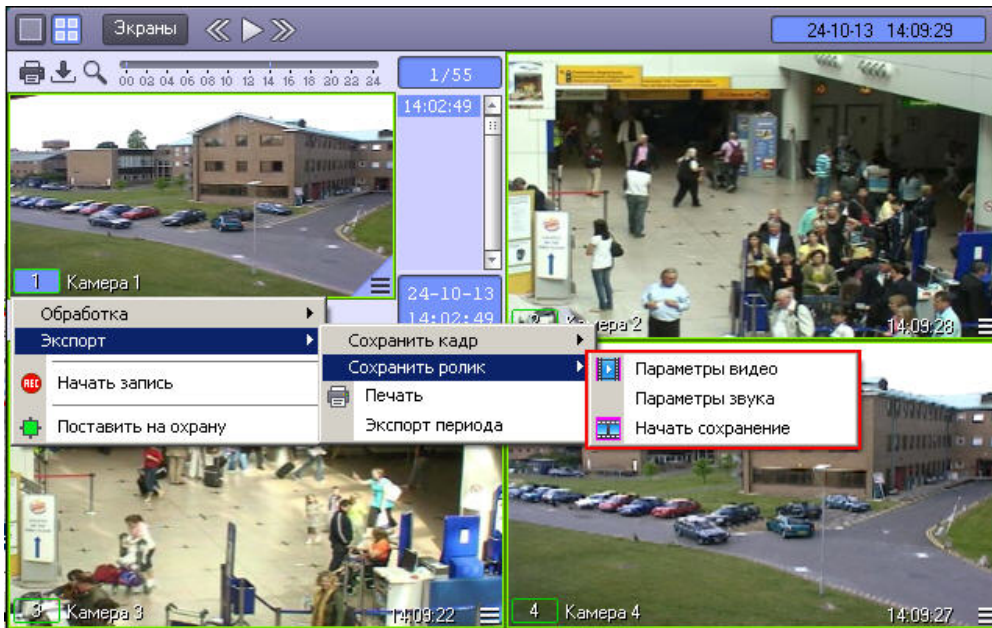 Экраны
24-10-13 14:09:29
00 02 04 06 08 10 12 14 16 18 20 22 24
1/55
14:02:49
1 Камера 1
24-10-13
14:02:49
2 Камера 2
14:09:28
Обработка
Экспорт
REC Начать запись
Поставить на охрану
Сохранить кадр
Сохранить ролик
Печать
Экспорт периода
Параметры видео
Параметры звука
Начать сохранение
3 Камера 3
14:09:22
4 Камера 4
14:09:27